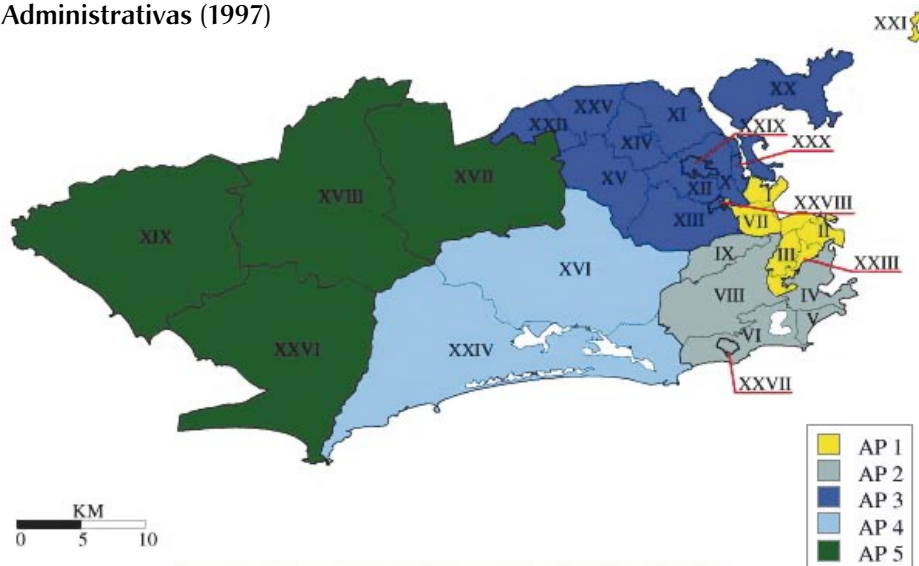 Administrativas (1997)
XXI
XX
XXV
XI
XXII
XXIX
XIV
XXX
XVII
XV
XII
X
I
XXVIII
XVIII
XIII
VII
II
XIX
IX
III
XXIII
XVI
VIII
IV
V
VI
XXVI
XXIV
XXVII
AP 1
AP 2
KM
AP 3
0 5 10
AP 4
AP 5